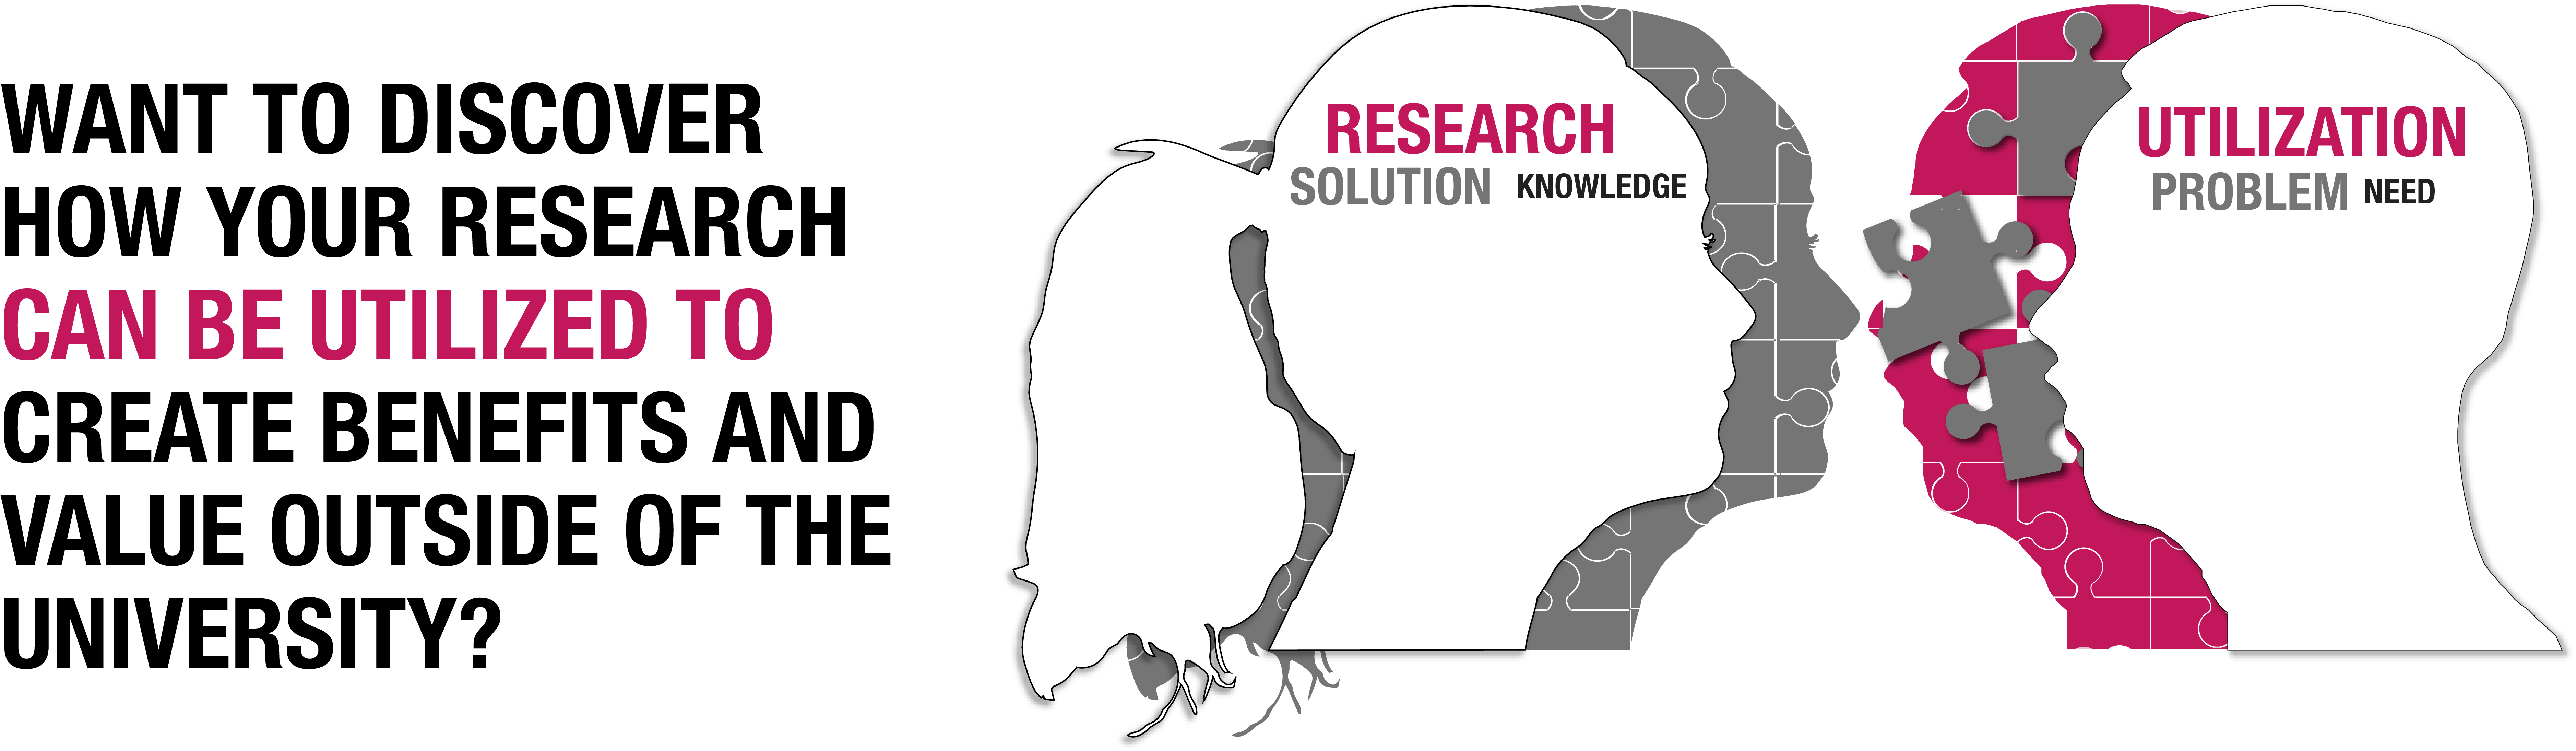 WANT TO DISCOVER
HOW YOUR RESEARCH
CAN BE UTILIZED TO
CREATE BENEFITS AND
VALUE OUTSIDE OF THE
UNIVERSITY?
RESEARCH
SOLUTION KNOWLEDGE
UTILIZATION
PROBLEM NEED